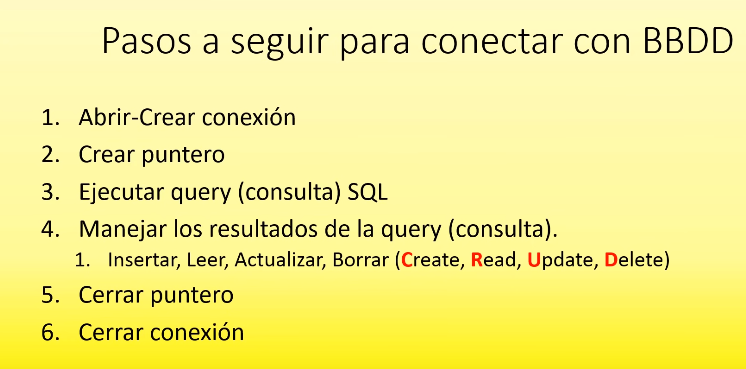 Pasos a seguir para conectar con BBDD
1. Abrir-Crear conexión
2. Crear puntero
3. Ejecutar query (consulta) SQL
4. Manejar los resultados de la query (consulta).
1. Insertar, Leer, Actualizar, Borrar (Create, Read, Update, Delete)
5. Cerrar puntero
6. Cerrar conexión